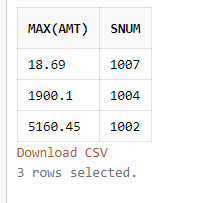 MAX(AMT) SNUM
18.69 1007
1900.1 1004
5160.45 1002
Download CSV
3 rows selected.